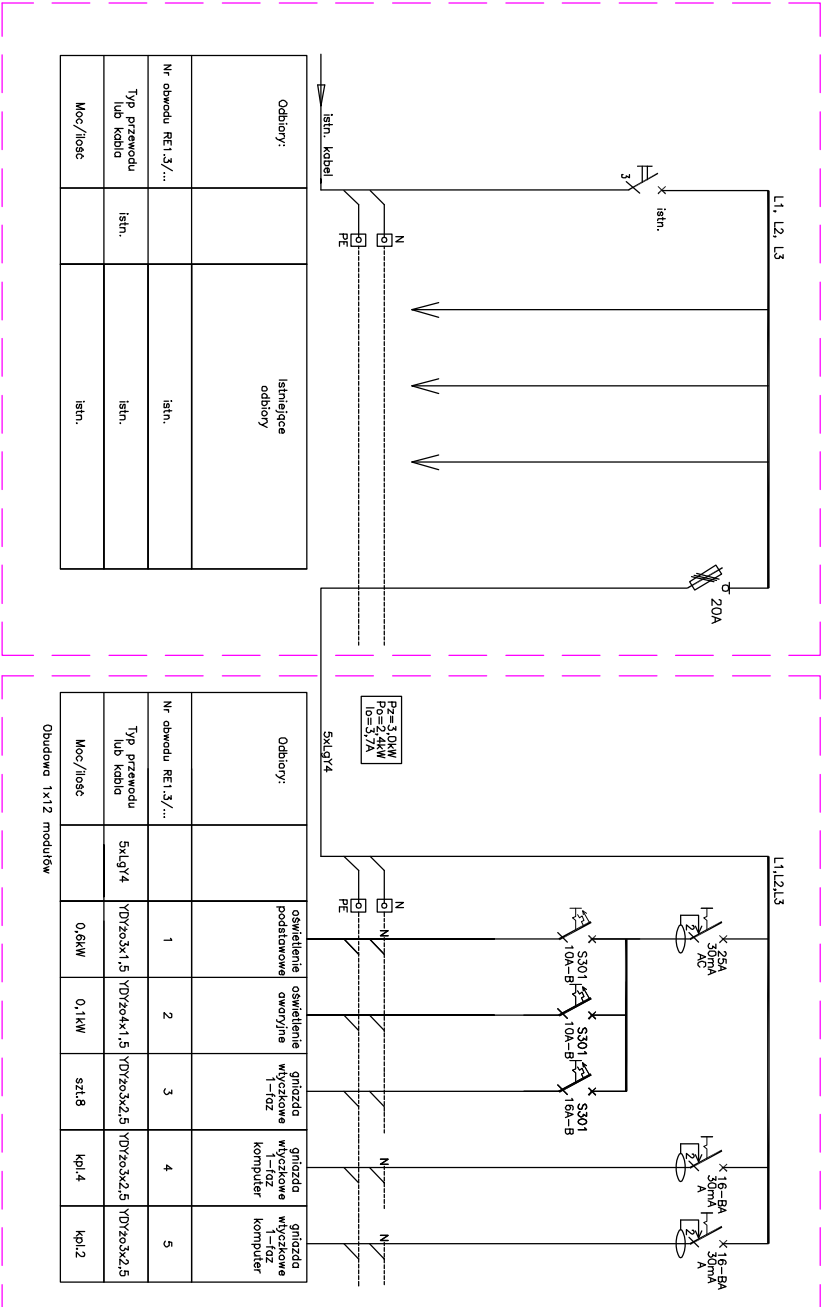 L1, L2, L3
istn.
3
20A
istn. kabel
N
PE
Odbiory:
Istniejące
odbiory
Nr obwodu RE1.3/...
istn.
Typ przewodu
lub kabla
istn.
istn.
Moc/ilość
istn.
L1,L2,L3
25A
30mA
AC
2
16-BA
30mA
A
2
16-BA
30mA
A
2
S301
10A-B
S301
10A-B
S301
16A-B
Pz=3,0kW
Po=2,4kW
Io=3,7A
5xLgY4
N
PE
N
N
N
Odbiory:
oświetlenie
podstawowe
oświetlenie
awaryjne
gniazda
wtyczkowe
1-faz
gniazda
wtyczkowe
1-faz
komputer
gniazda
wtyczkowe
1-faz
komputer
Nr obwodu RE1.3/...
1
2
3
4
5
Typ przewodu
lub kabla
5xLgY4
YDYżo3x1,5
YDYżo4x1,5
YDYżo3x2,5
YDYżo3x2,5
YDYżo3x2,5
Moc/ilość
0,6kW
0,1kW
szt.8
kpl.4
kpl.2
Obudowa 1x12 modułów